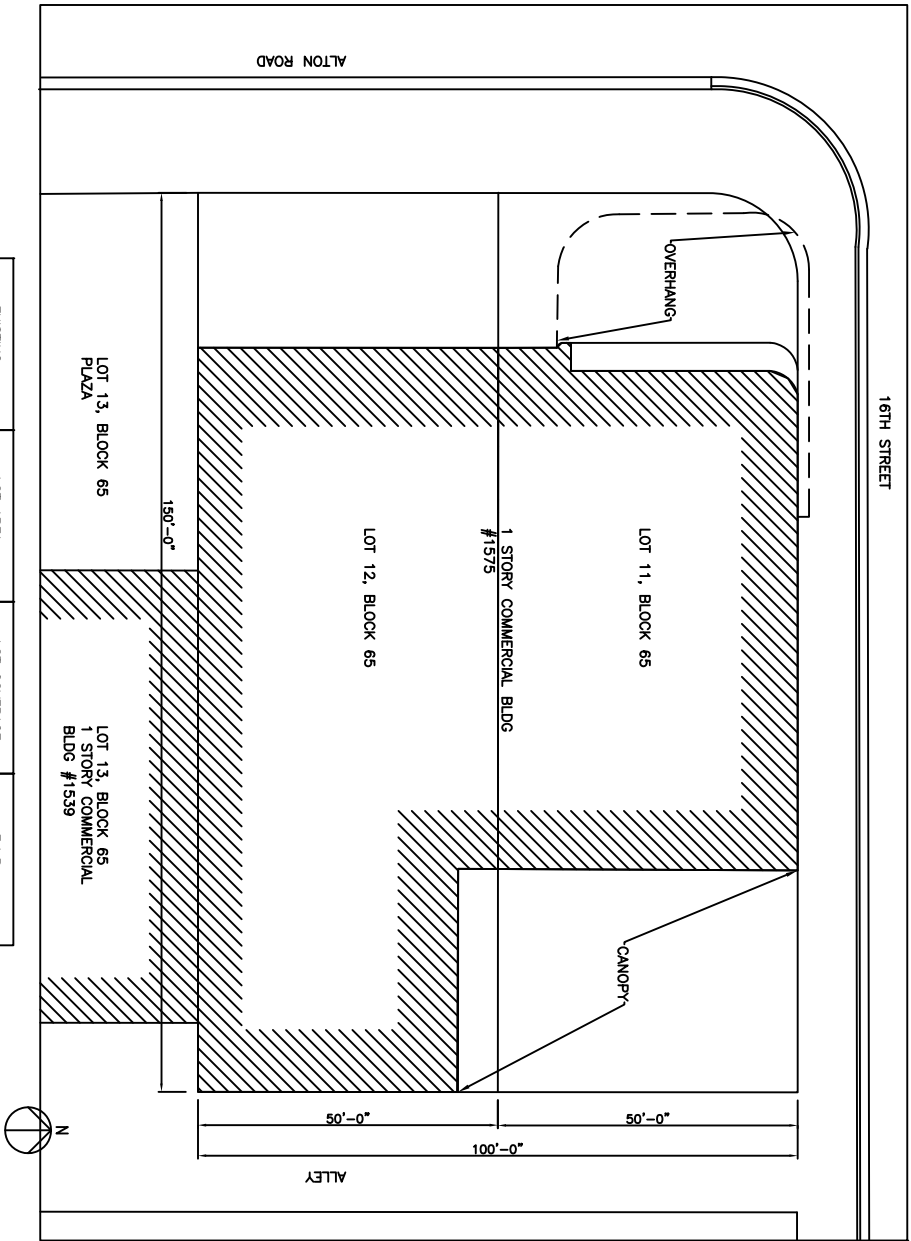 ALTON ROAD
16TH STREET
OVERHANG
LOT 13, BLOCK 65
PLAZA
150'-0"
LOT 12, BLOCK 65
1 STORY COMMERCIAL BLDG
#1575
LOT 11, BLOCK 65
LOT 13, BLOCK 65
1 STORY COMMERCIAL
BLDG #1539
CANOPY
50'-0"
50'-0"
100'-0"
ALLEY
N